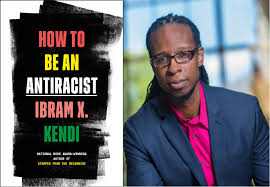 HOW TO
BE AN
ANTIRACIST
IBRAM X.
KENDI
NATIONAL BOOK AWARD–WINNING
AUTHOR OF
STAMPED FROM THE BEGINNING